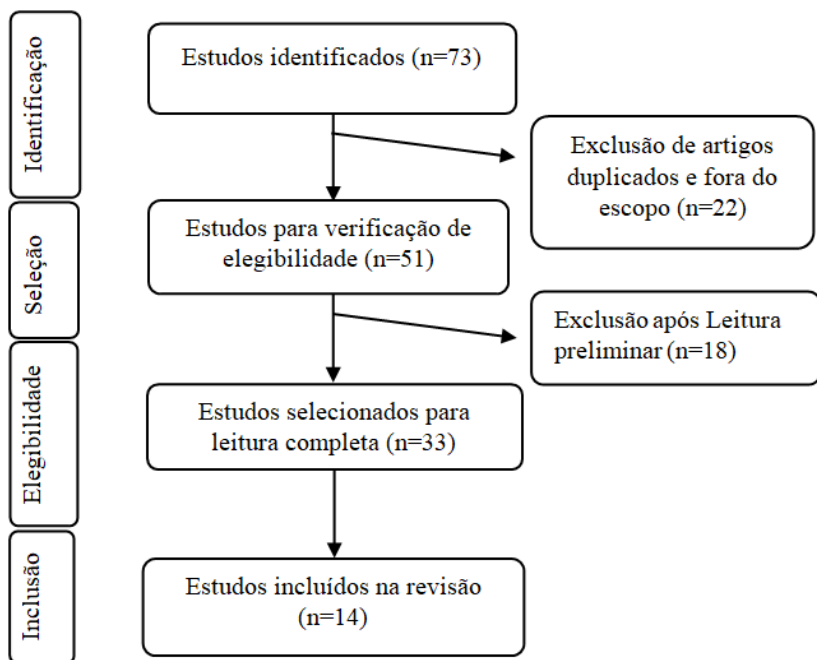 Identificação
Estudos identificados (n=73)
Exclusão de artigos
duplicados e fora do
escopo (n=22)
Seleção
Estudos para verificação de
elegibilidade (n=51)
Exclusão após Leitura
preliminar (n=18)
Elegibilidade
Estudos selecionados para
leitura completa (n=33)
Inclusão
Estudos incluídos na revisão
(n=14)